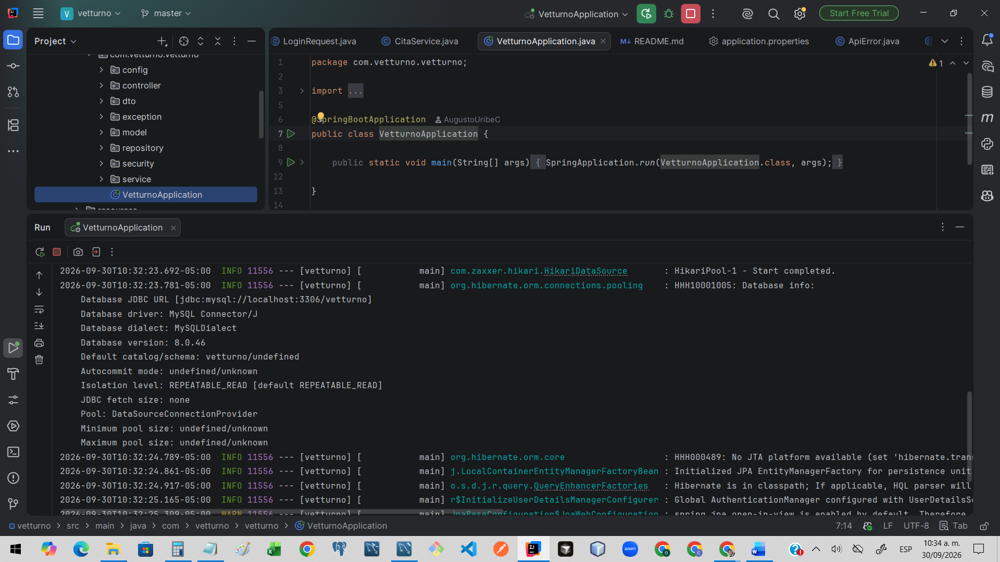 V vetturno master VetturnoApplication Start Free Trial
Project
LoginRequest.java CitaService.java VetturnoApplication.java README.md application.properties ApiError.java
com.vetturno.vetturno
config
controller
dto
exception
model
repository
security
service
VetturnoApplication
resources
1 package com.vetturno.vetturno;
2
3 import ...
5
6 @SpringBootApplication AugustoUribeC
7 public class VetturnoApplication {
8
9 public static void main(String[] args) { SpringApplication.run(VetturnoApplication.class, args); }
12
13 }
14
1
Run VetturnoApplication
2026-09-30T10:32:23.692-05:00 INFO 11556 --- [vetturno] [ main] com.zaxxer.hikari.HikariDataSource : HikariPool-1 - Start completed.
2026-09-30T10:32:23.781-05:00 INFO 11556 --- [vetturno] [ main] org.hibernate.orm.connections.pooling : HHH10001005: Database info:
Database JDBC URL [jdbc:mysql://localhost:3306/vetturno]
Database driver: MySQL Connector/J
Database dialect: MySQLDialect
Database version: 8.0.46
Default catalog/schema: vetturno/undefined
Autocommit mode: undefined/unknown
Isolation level: REPEATABLE_READ [default REPEATABLE_READ]
JDBC fetch size: none
Pool: DataSourceConnectionProvider
Minimum pool size: undefined/unknown
Maximum pool size: undefined/unknown
2026-09-30T10:32:24.789-05:00 INFO 11556 --- [vetturno] [ main] org.hibernate.orm.core : HHH000489: No JTA platform available (set 'hibernate.tran
2026-09-30T10:32:24.861-05:00 INFO 11556 --- [vetturno] [ main] j.LocalContainerEntityManagerFactoryBean : Initialized JPA EntityManagerFactory for persistence unit
2026-09-30T10:32:24.917-05:00 INFO 11556 --- [vetturno] [ main] o.s.d.j.r.query.QueryEnhancerFactories : Hibernate is in classpath; If applicable, HQL parser will
2026-09-30T10:32:25.165-05:00 INFO 11556 --- [vetturno] [ main] r$InitializeUserDetailsManagerConfigurer : Global AuthenticationManager configured with UserDetailsSe
2026-09-30T10:32:25.309-05:00 WARN 11556 --- [vetturno] [ main] JpaBaseConfiguration$JpaWebConfiguration : spring.jpa.open-in-view is enabled by default. Therefore,
vetturno > src > main > java > com > vetturno > vetturno > VetturnoApplication 7:14 LF UTF-8 Tab
zoom ESP 10:34 a. m.
30/09/2026